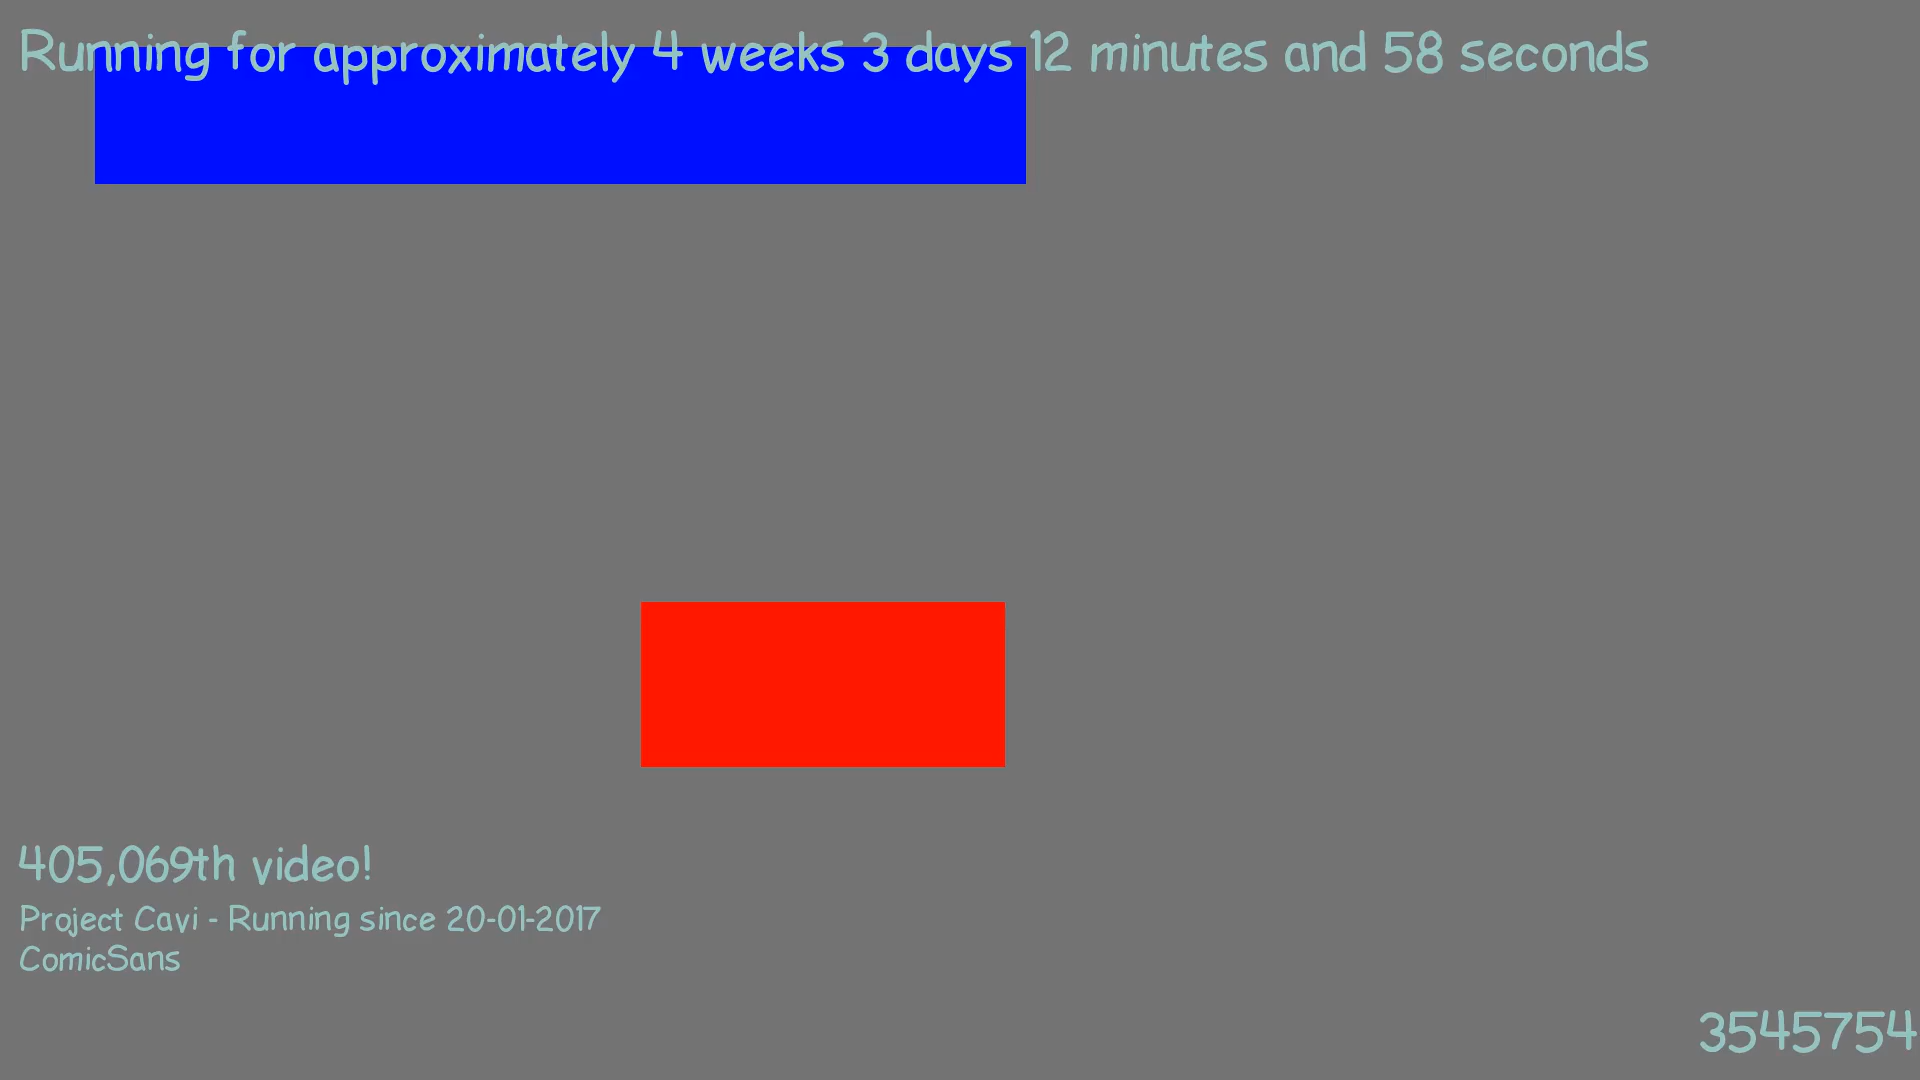 Running for approximately 4 weeks 3 days 12 minutes and 58 seconds
405,069th video!
Project Cavi - Running since 20-01-2017
ComicSans
3545754